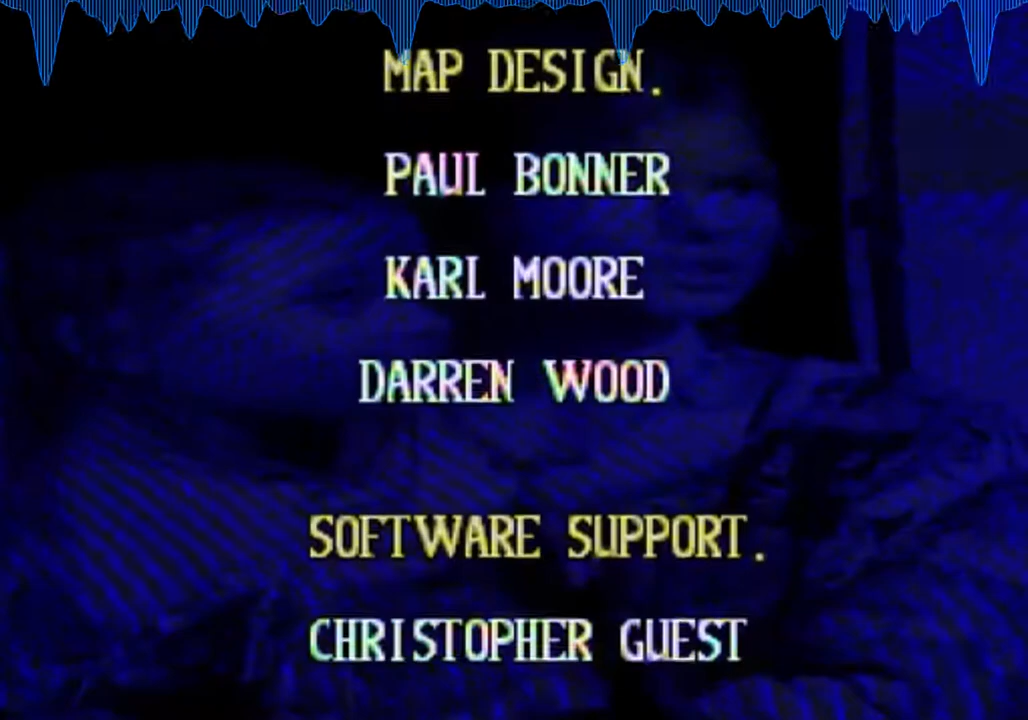 MAP DESIGN.
PAUL BONNER
KARL MOORE
DARREN WOOD
SOFTWARE SUPPORT.
CHRISTOPHER GUEST